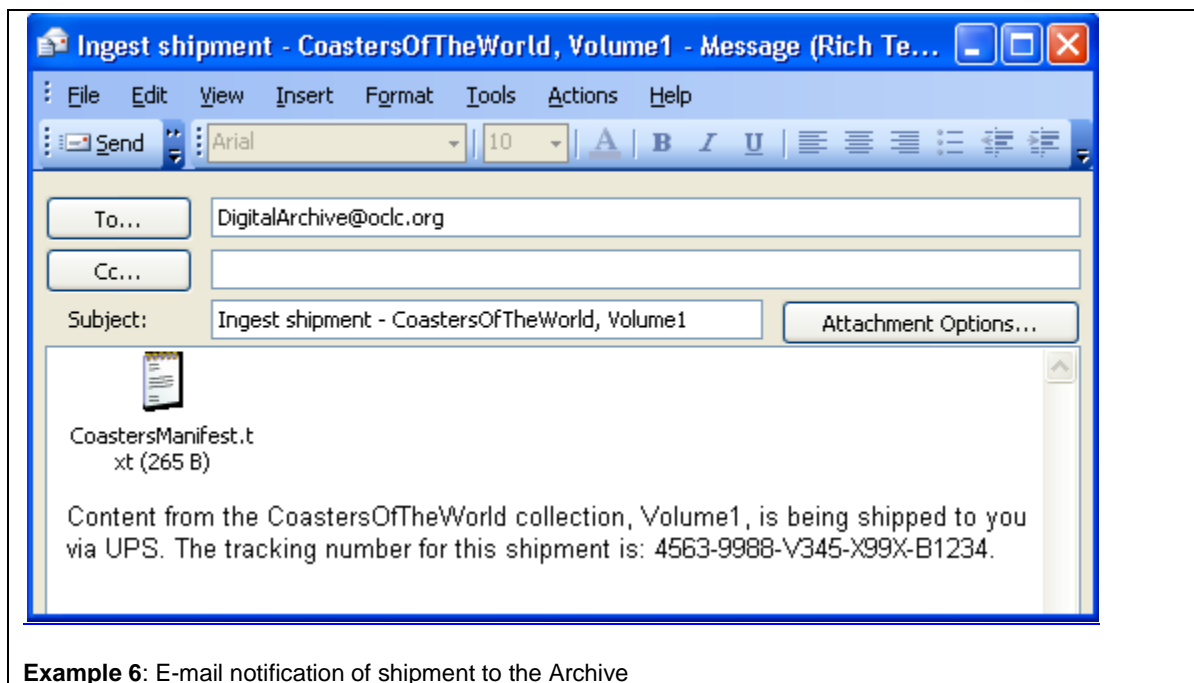 Ingest shipment - CoastersOfTheWorld, Volume1 - Message (Rich Te...
File Edit View Insert Format Tools Actions Help
Send Arial 10 A B I U
To... DigitalArchive@oclc.org
Cc...
Subject: Ingest shipment - CoastersOfTheWorld, Volume1 Attachment Options...
CoastersManifest.t
xt (265 B)
Content from the CoastersOfTheWorld collection, Volume1, is being shipped to you
via UPS. The tracking number for this shipment is: 4563-9988-V345-X99X-B1234.
Example 6: E-mail notification of shipment to the Archive